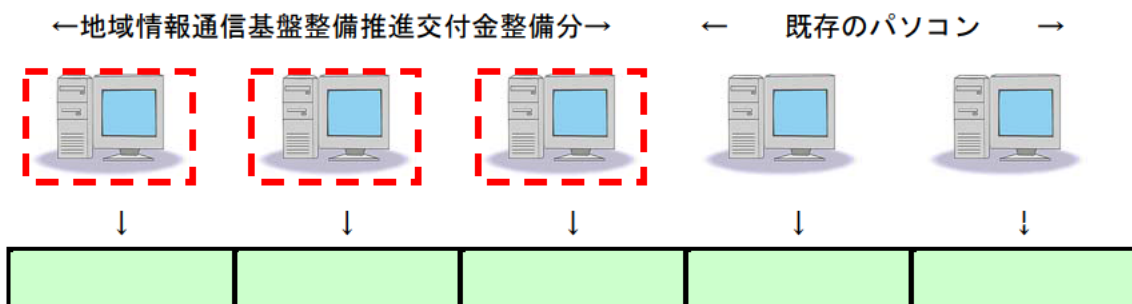 ←地域情報通信基盤整備推進交付金整備分→ ← 既存のパソコン →
↓ ↓ ↓ ↓ ↓